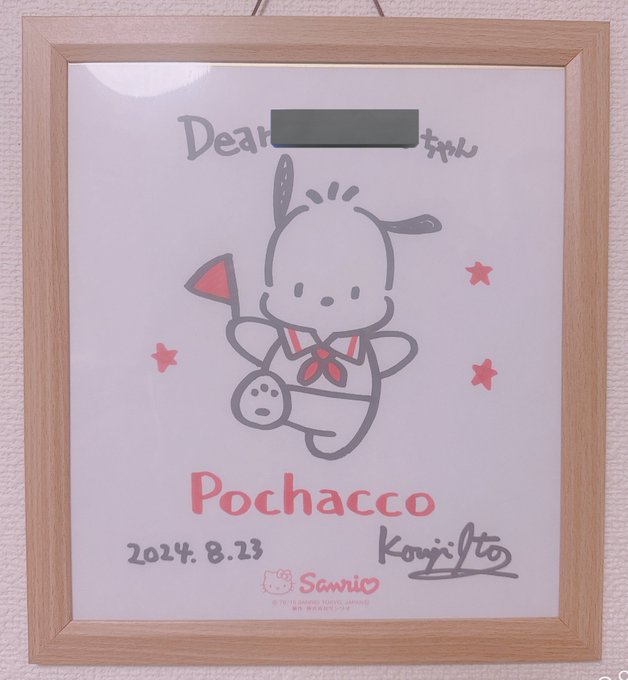 Dear ちゃん
Pochacco
2024. 8. 23
Kouji Ito
Sanrio